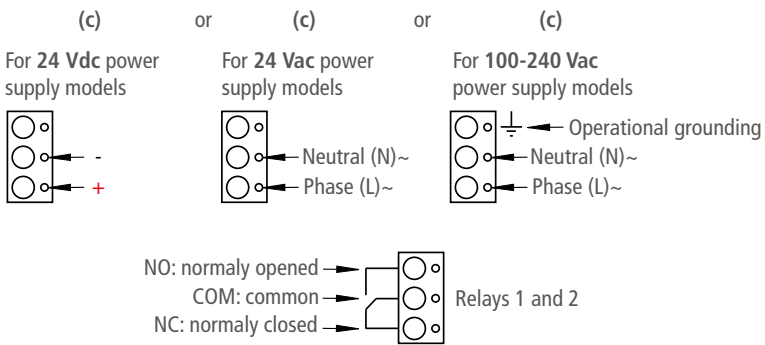 (c) or (c) or (c)
For 24 Vdc power
supply models
For 24 Vac power
supply models
For 100-240 Vac
power supply models
-
+
Neutral (N)~
Phase (L)~
Operational grounding
Neutral (N)~
Phase (L)~
NO: normaly opened
COM: common
NC: normaly closed
Relays 1 and 2